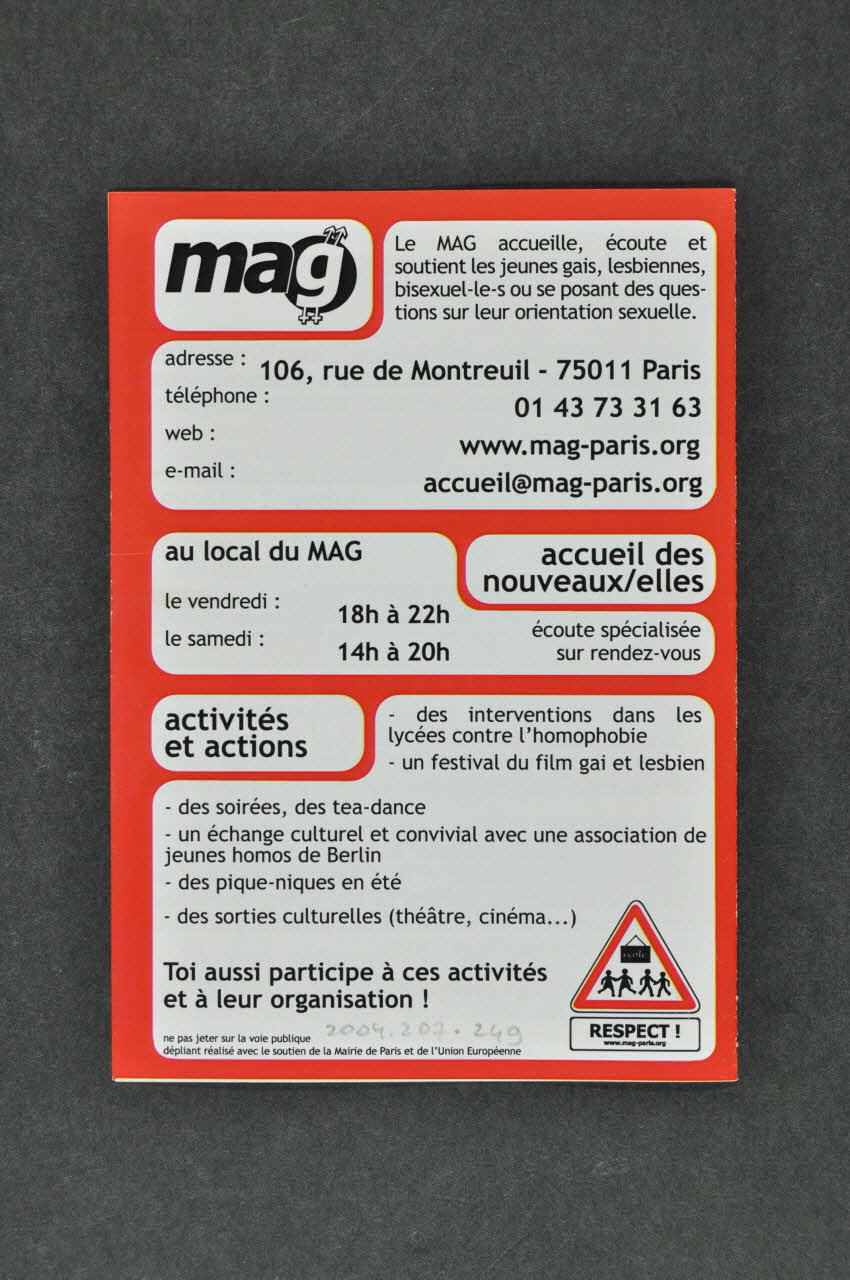 mag
Le MAG accueille, écoute et
soutient les jeunes gais, lesbiennes,
bisexuel-le-s ou se posant des ques-
tions sur leur orientation sexuelle.
adresse : 106, rue de Montreuil - 75011 Paris
téléphone : 01 43 73 31 63
web : www.mag-paris.org
e-mail : accueil@mag-paris.org
au local du MAG
le vendredi : 18h à 22h
le samedi : 14h à 20h
accueil des
nouveaux/elles
écoute spécialisée
sur rendez-vous
activités
et actions
- des interventions dans les
lycées contre l'homophobie
- un festival du film gai et lesbien
- des soirées, des tea-dance
- un échange culturel et convivial avec une association de
jeunes homos de Berlin
- des pique-niques en été
- des sorties culturelles (théâtre, cinéma...)
Toi aussi participe à ces activités
et à leur organisation !
école
RESPECT !
www.mag-paris.org
ne pas jeter sur la voie publique
2004.207.249
dépliant réalisé avec le soutien de la Mairie de Paris et de l'Union Européenne